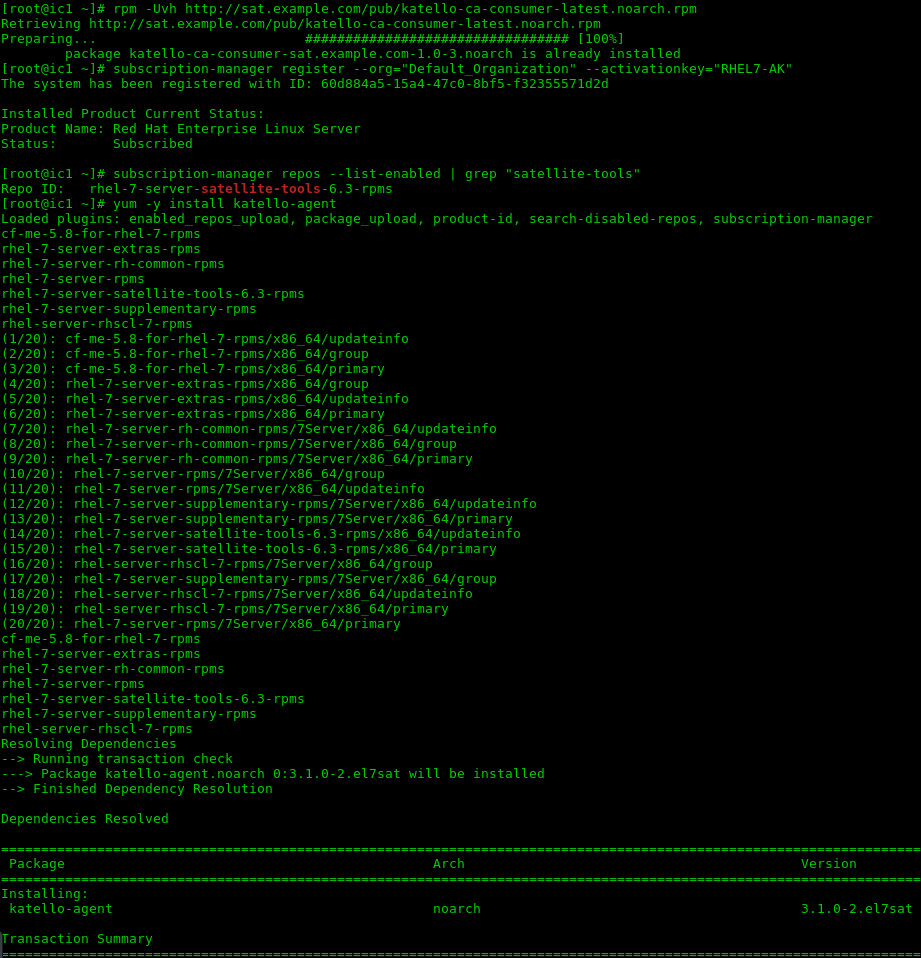 [root@ic1 ~]# rpm -Uvh http://sat.example.com/pub/katello-ca-consumer-latest.noarch.rpm
Retrieving http://sat.example.com/pub/katello-ca-consumer-latest.noarch.rpm
Preparing...                          ################################# [100%]
        package katello-ca-consumer-sat.example.com-1.0-3.noarch is already installed
[root@ic1 ~]# subscription-manager register --org="Default_Organization" --activationkey="RHEL7-AK"
The system has been registered with ID: 60d884a5-15a4-47c0-8bf5-f32355571d2d

Installed Product Current Status:
Product Name: Red Hat Enterprise Linux Server
Status:       Subscribed

[root@ic1 ~]# subscription-manager repos --list-enabled | grep "satellite-tools"
Repo ID:   rhel-7-server-satellite-tools-6.3-rpms
[root@ic1 ~]# yum -y install katello-agent
Loaded plugins: enabled_repos_upload, package_upload, product-id, search-disabled-repos, subscription-manager
cf-me-5.8-for-rhel-7-rpms
rhel-7-server-extras-rpms
rhel-7-server-rh-common-rpms
rhel-7-server-rpms
rhel-7-server-satellite-tools-6.3-rpms
rhel-7-server-supplementary-rpms
rhel-server-rhscl-7-rpms
(1/20): cf-me-5.8-for-rhel-7-rpms/x86_64/updateinfo
(2/20): cf-me-5.8-for-rhel-7-rpms/x86_64/group
(3/20): cf-me-5.8-for-rhel-7-rpms/x86_64/primary
(4/20): rhel-7-server-extras-rpms/x86_64/group
(5/20): rhel-7-server-extras-rpms/x86_64/updateinfo
(6/20): rhel-7-server-extras-rpms/x86_64/primary
(7/20): rhel-7-server-rh-common-rpms/7Server/x86_64/updateinfo
(8/20): rhel-7-server-rh-common-rpms/7Server/x86_64/group
(9/20): rhel-7-server-rh-common-rpms/7Server/x86_64/primary
(10/20): rhel-7-server-rpms/7Server/x86_64/group
(11/20): rhel-7-server-rpms/7Server/x86_64/updateinfo
(12/20): rhel-7-server-supplementary-rpms/7Server/x86_64/updateinfo
(13/20): rhel-7-server-supplementary-rpms/7Server/x86_64/primary
(14/20): rhel-7-server-satellite-tools-6.3-rpms/x86_64/updateinfo
(15/20): rhel-7-server-satellite-tools-6.3-rpms/x86_64/primary
(16/20): rhel-server-rhscl-7-rpms/7Server/x86_64/group
(17/20): rhel-7-server-supplementary-rpms/7Server/x86_64/group
(18/20): rhel-server-rhscl-7-rpms/7Server/x86_64/updateinfo
(19/20): rhel-server-rhscl-7-rpms/7Server/x86_64/primary
(20/20): rhel-7-server-rpms/7Server/x86_64/primary
cf-me-5.8-for-rhel-7-rpms
rhel-7-server-extras-rpms
rhel-7-server-rh-common-rpms
rhel-7-server-rpms
rhel-7-server-satellite-tools-6.3-rpms
rhel-7-server-supplementary-rpms
rhel-server-rhscl-7-rpms
Resolving Dependencies
--> Running transaction check
---> Package katello-agent.noarch 0:3.1.0-2.el7sat will be installed
--> Finished Dependency Resolution

Dependencies Resolved

===================================================================================================================
 Package                                              Arch                                          Version
===================================================================================================================
Installing:
 katello-agent                                        noarch                                        3.1.0-2.el7sat

Transaction Summary
===================================================================================================================